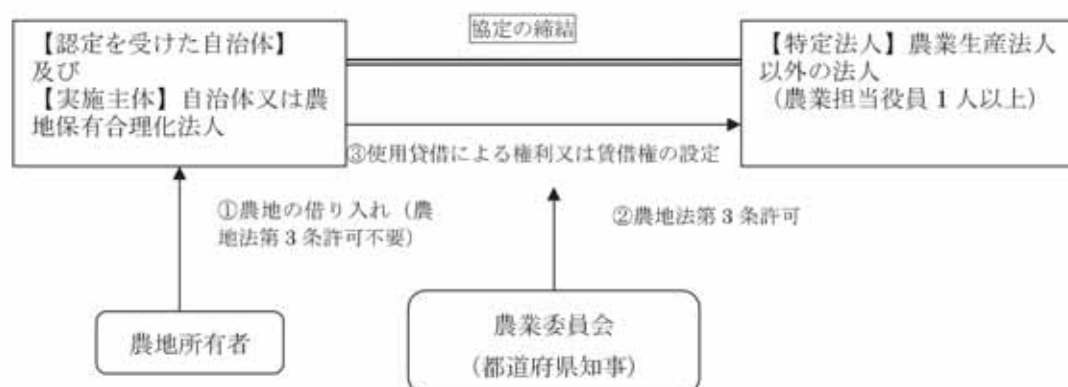 協定の締結
【認定を受けた自治体】
及び
【実施主体】自治体又は農
地保有合理化法人
【特定法人】農業生産法人
以外の法人
（農業担当役員1人以上）
③使用貸借による権利又は賃借権の設定
①農地の借り入れ（農
地法第3条許可不要）
②農地法第3条許可
農地所有者
農業委員会
（都道府県知事）